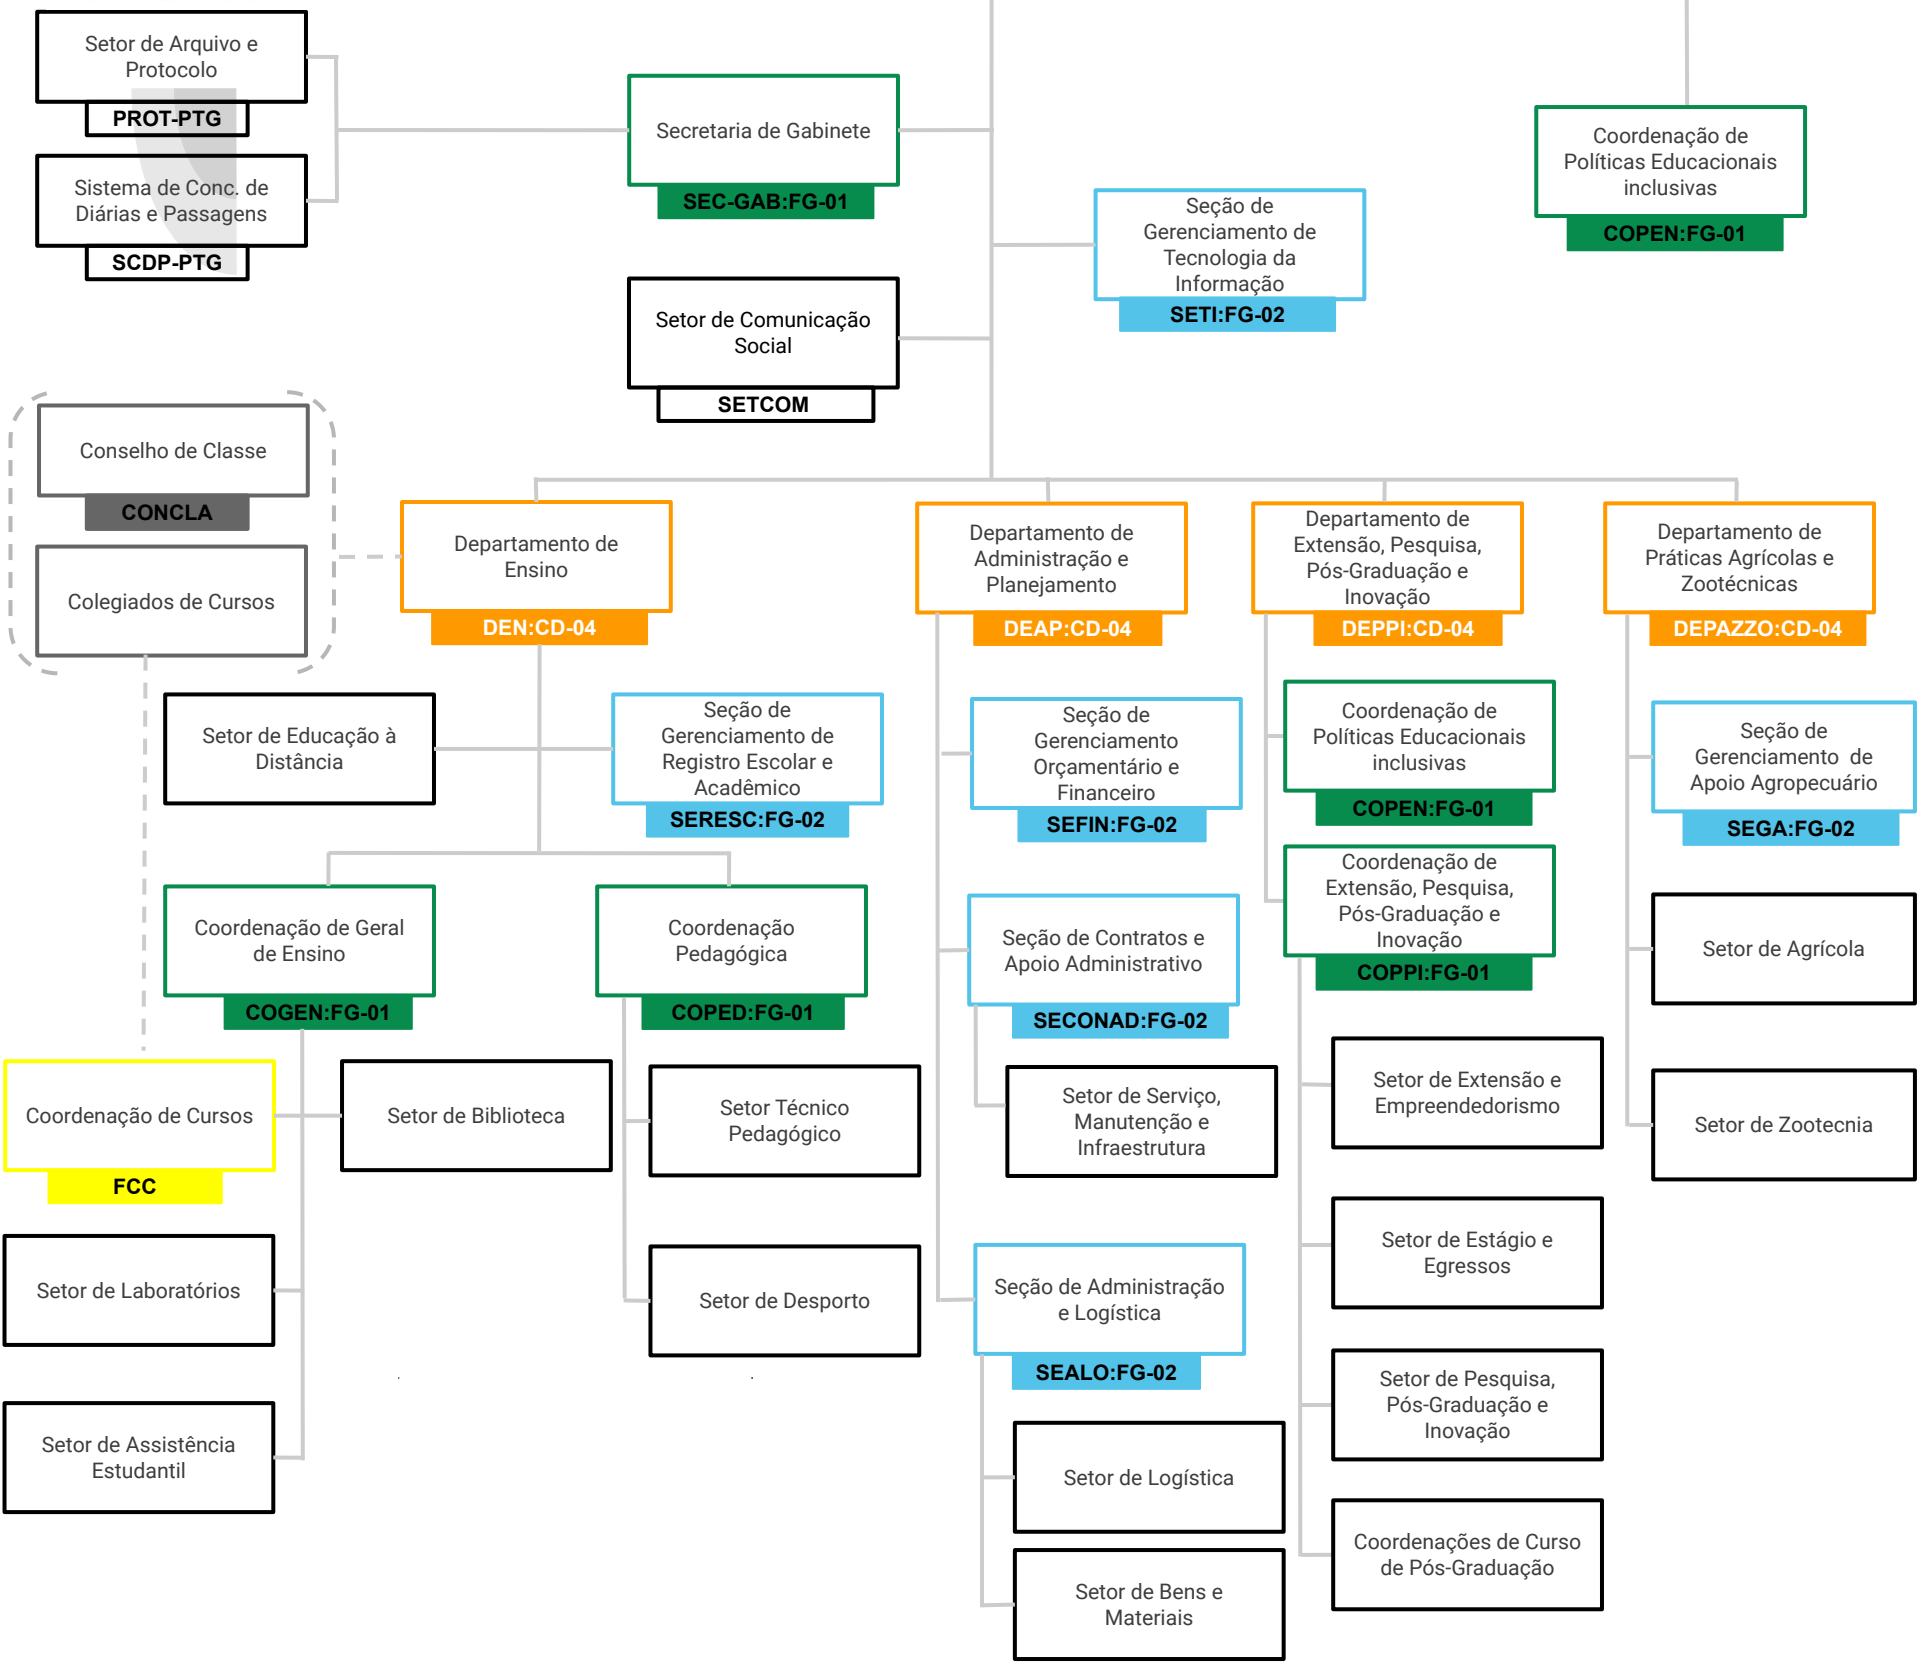 Setor de Arquivo e
Protocolo
PROT-PTG
Sistema de Conc. de
Diárias e Passagens
SCDP-PTG
Secretaria de Gabinete
SEC-GAB:FG-01
Coordenação de
Políticas Educacionais
inclusivas
COPEN:FG-01
Seção de
Gerenciamento de
Tecnologia da
Informação
SETI:FG-02
Setor de Comunicação
Social
SETCOM
Conselho de Classe
CONCLA
Colegiados de Cursos
Departamento de
Ensino
DEN:CD-04
Departamento de
Administração e
Planejamento
DEAP:CD-04
Departamento de
Extensão, Pesquisa,
Pós-Graduação e
Inovação
DEPPI:CD-04
Departamento de
Práticas Agrícolas e
Zootécnicas
DEPAZZO:CD-04
Setor de Educação à
Distância
Seção de
Gerenciamento de
Registro Escolar e
Acadêmico
SERESC:FG-02
Seção de
Gerenciamento
Orçamentário e
Financeiro
SEFIN:FG-02
Coordenação de
Políticas Educacionais
inclusivas
COPEN:FG-01
Seção de
Gerenciamento  de
Apoio Agropecuário
SEGA:FG-02
Coordenação de Geral
de Ensino
COGEN:FG-01
Coordenação
Pedagógica
COPED:FG-01
Seção de Contratos e
Apoio Administrativo
SECONAD:FG-02
Coordenação de
Extensão, Pesquisa,
Pós-Graduação e
Inovação
COPPI:FG-01
Setor de Agrícola
Coordenação de Cursos
FCC
Setor de Biblioteca
Setor Técnico
Pedagógico
Setor de Serviço,
Manutenção e
Infraestrutura
Setor de Extensão e
Empreendedorismo
Setor de Zootecnia
Setor de Laboratórios
Setor de Desporto
Seção de Administração
e Logística
SEALO:FG-02
Setor de Estágio e
Egressos
Setor de Assistência
Estudantil
Setor de Logística
Setor de Pesquisa,
Pós-Graduação e
Inovação
Setor de Bens e
Materiais
Coordenações de Curso
de Pós-Graduação